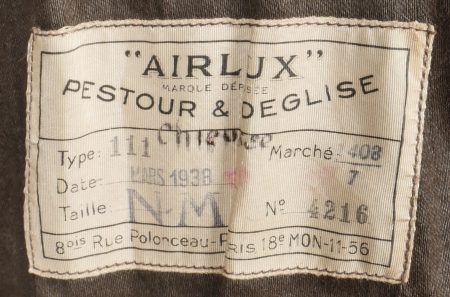 "AIRLUX"
MARQUE DÉPOSÉE
PESTOUR & DEGLISE
Type: 111 Marché: 1408
7
Date: MARS 1938
Taille: N-M Nº 4216
8bis Rue Polonceau-PARIS 18e MON-11-56